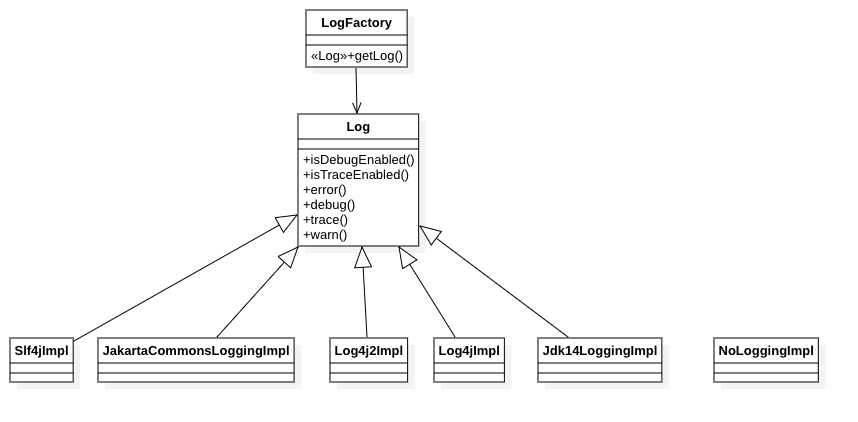 LogFactory
«Log»+getLog()
Log
+isDebugEnabled()
+isTraceEnabled()
+error()
+debug()
+trace()
+warn()
Slf4jImpl
JakartaCommonsLoggingImpl
Log4j2Impl
Log4jImpl
Jdk14LoggingImpl
NoLoggingImpl